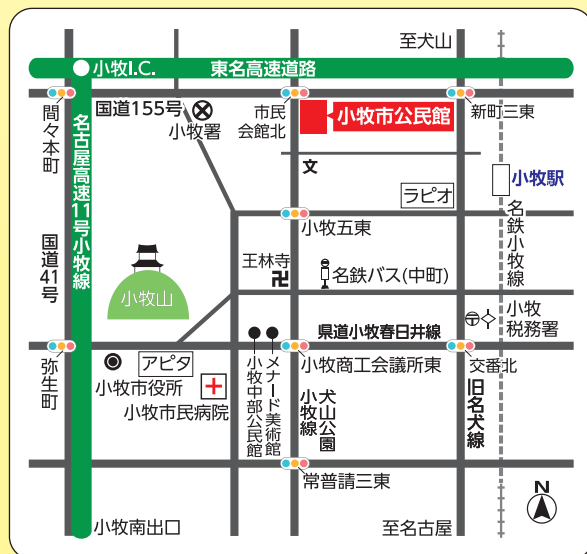 至犬山
小牧I.C.
東名高速道路
国道155号
小牧署
市民
会館北
小牧市公民館
新町三東
間々本町
名古屋高速11号小牧線
文
ラピオ
小牧駅
小牧五東
名鉄小牧線
国道41号
王林寺
卍
名鉄バス(中町)
小牧山
小牧
税務署
県道小牧春日井線
弥生町
アピタ
小牧市役所
小牧市民病院
小牧中部公民館
メナード美術館
小牧商工会議所東
交番北
犬山公園
小牧線
旧名犬線
常普請三東
小牧南出口
至名古屋
N